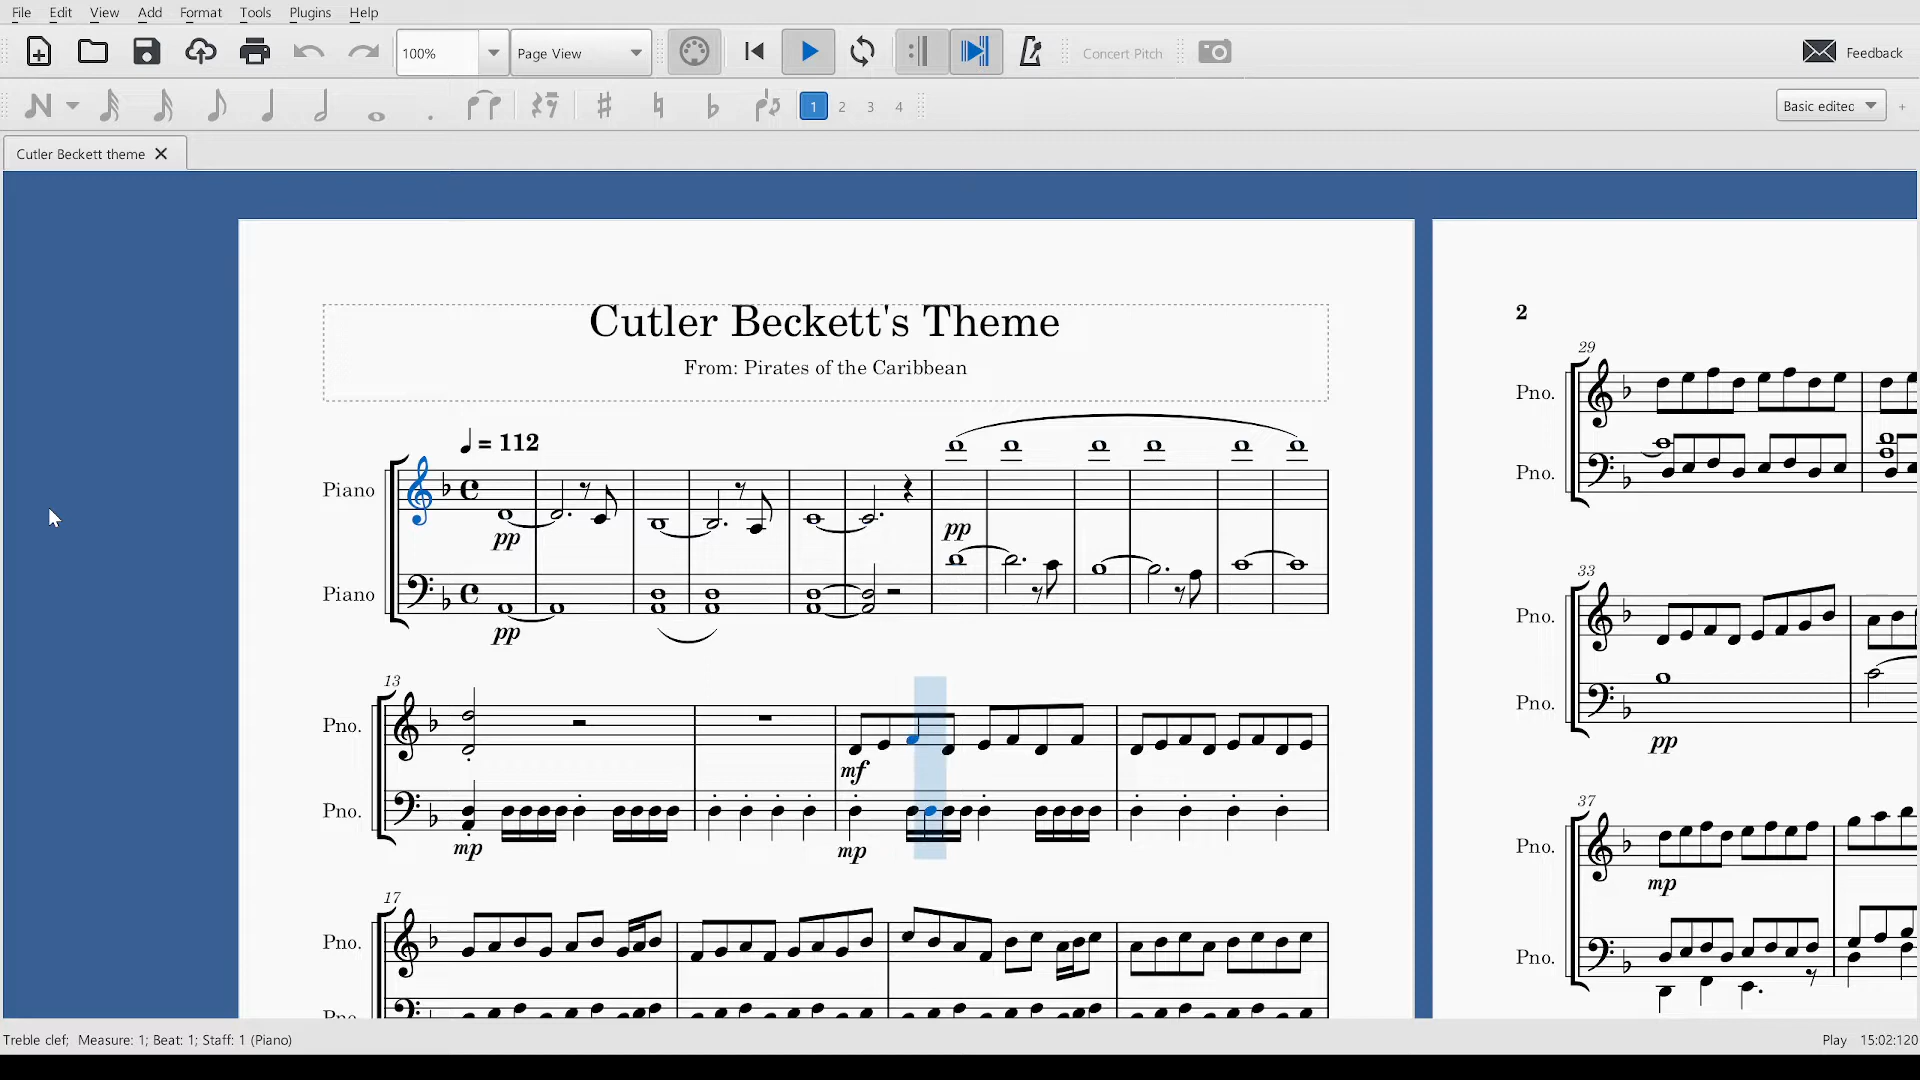 File Edit View Add Format Tools Plugins Help
100% Page View Concert Pitch Feedback
1 2 3 4 Basic editec +
Cutler Beckett theme
Cutler Beckett's Theme
From: Pirates of the Caribbean
= 112
Piano
pp pp
Piano
pp
13
Pno.
mf
Pno.
mp mp
17
Pno.
Pno.
2
29
Pno.
Pno.
33
Pno.
Pno.
pp
37
Pno.
mp
Pno.
Treble clef; Measure: 1; Beat: 1; Staff: 1 (Piano) Play 15:02:120